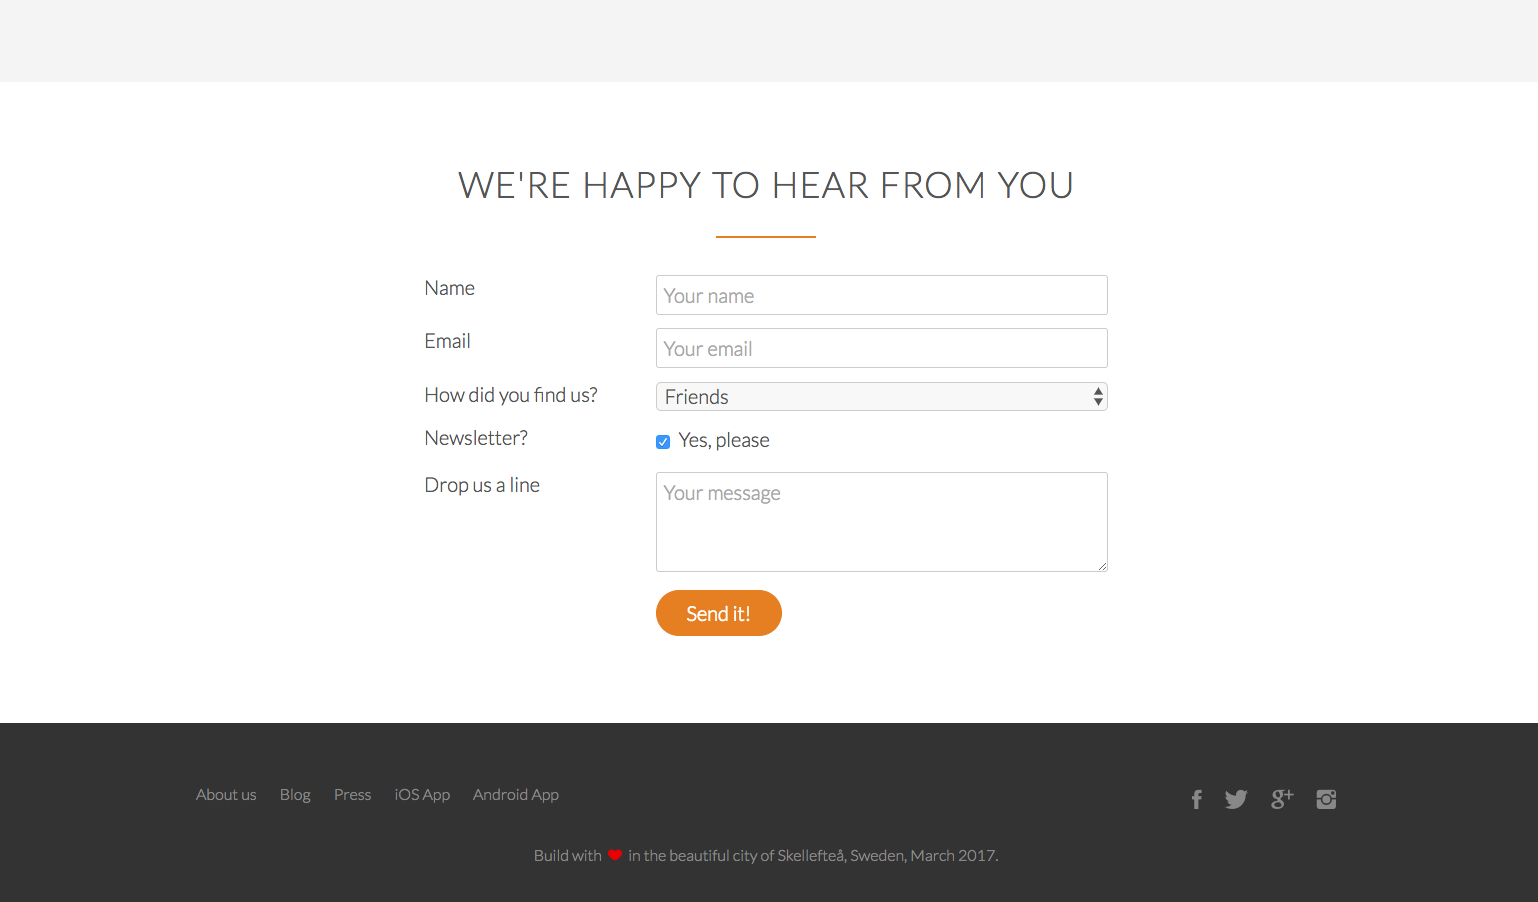 WE'RE HAPPY TO HEAR FROM YOU
Name
Your name
Email
Your email
How did you find us?
Friends
Newsletter?
Yes, please
Drop us a line
Your message
Send it!
About us Blog Press iOS App Android App
Build with ❤ in the beautiful city of Skellefteå, Sweden, March 2017.